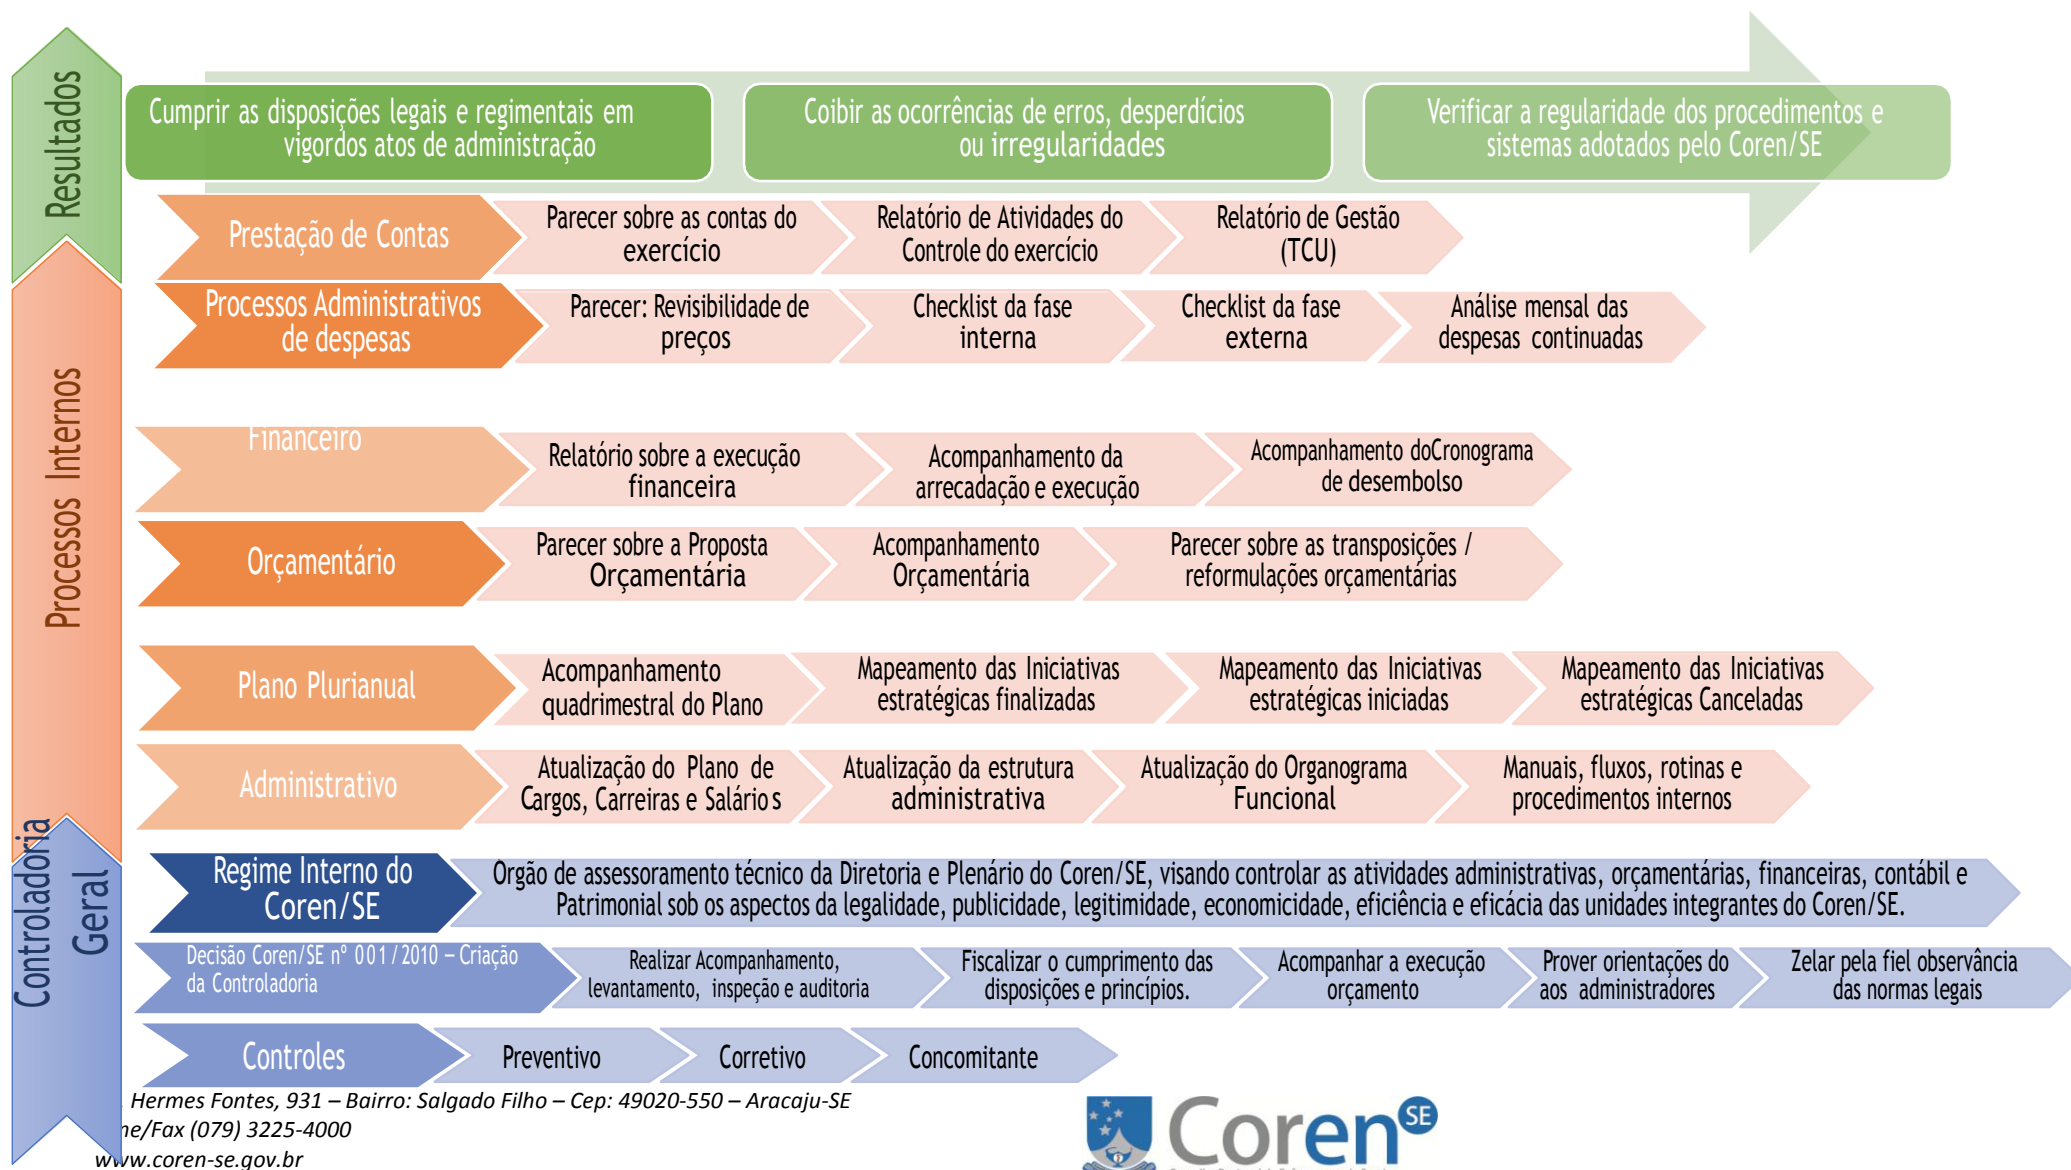 Resultados
Cumprir as disposições legais e regimentais em
vigordos atos de administração
Coibir as ocorrências de erros, desperdícios
ou irregularidades
Verificar a regularidade dos procedimentos e
sistemas adotados pelo Coren/SE
Processos Internos
Prestação de Contas
Parecer sobre as contas do
exercício
Relatório de Atividades do
Controle do exercício
Relatório de Gestão
(TCU)
Processos Administrativos
de despesas
Parecer: Revisibilidade de
preços
Checklist da fase
interna
Checklist da fase
externa
Análise mensal das
despesas continuadas
Financeiro
Relatório sobre a execução
financeira
Acompanhamento da
arrecadação e execução
Acompanhamento doCronograma
de desembolso
Orçamentário
Parecer sobre a Proposta
Orçamentária
Acompanhamento
Orçamentária
Parecer sobre as transposições /
reformulações orçamentárias
Plano Plurianual
Acompanhamento
quadrimestral do Plano
Mapeamento das Iniciativas
estratégicas finalizadas
Mapeamento das Iniciativas
estratégicas iniciadas
Mapeamento das Iniciativas
estratégicas Canceladas
Administrativo
Atualização do Plano de
Cargos, Carreiras e Salários
Atualização da estrutura
administrativa
Atualização do Organograma
Funcional
Manuais, fluxos, rotinas e
procedimentos internos
Controladoria
Geral
Regime Interno do
Coren/SE
Orgão de assessoramento técnico da Diretoria e Plenário do Coren/SE, visando controlar as atividades administrativas, orçamentárias, financeiras, contábil e
Patrimonial sob os aspectos da legalidade, publicidade, legitimidade, economicidade, eficiência e eficácia das unidades integrantes do Coren/SE.
Decisão Coren/SE nº 001/2010 – Criação
da Controladoria
Realizar Acompanhamento,
levantamento, inspeção e auditoria
Fiscalizar o cumprimento das
disposições e princípios.
Acompanhar a execução
orçamento
Prover orientações do
aos administradores
Zelar pela fiel observância
das normas legais
Controles
Preventivo
Corretivo
Concomitante
. Hermes Fontes, 931 – Bairro: Salgado Filho – Cep: 49020-550 – Aracaju-SE
ne/Fax (079) 3225-4000
www.coren-se.gov.br
Coren SE